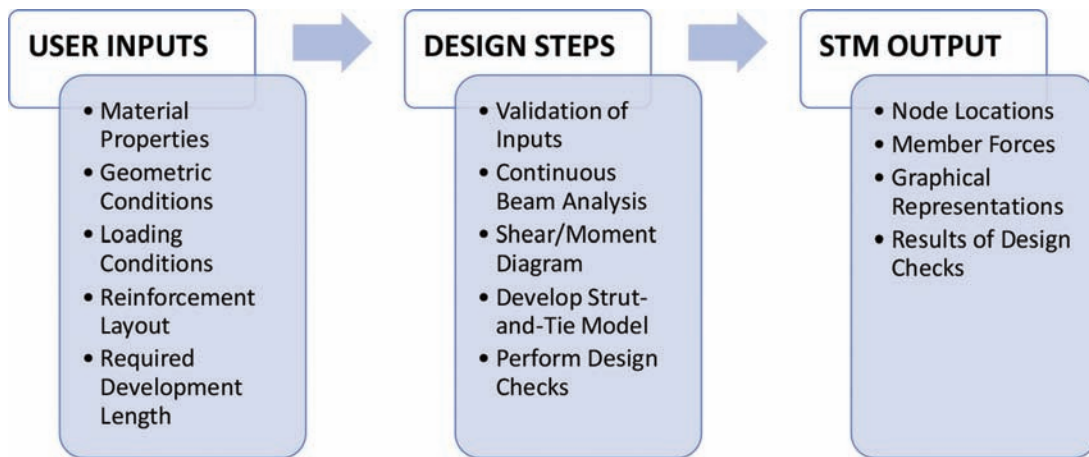 USER INPUTS
• Material
Properties
• Geometric
Conditions
• Loading
Conditions
• Reinforcement
Layout
• Required
Development
Length
DESIGN STEPS
• Validation of
Inputs
• Continuous
Beam Analysis
• Shear/Moment
Diagram
• Develop Strut-
and-Tie Model
• Perform Design
Checks
STM OUTPUT
• Node Locations
• Member Forces
• Graphical
Representations
• Results of Design
Checks